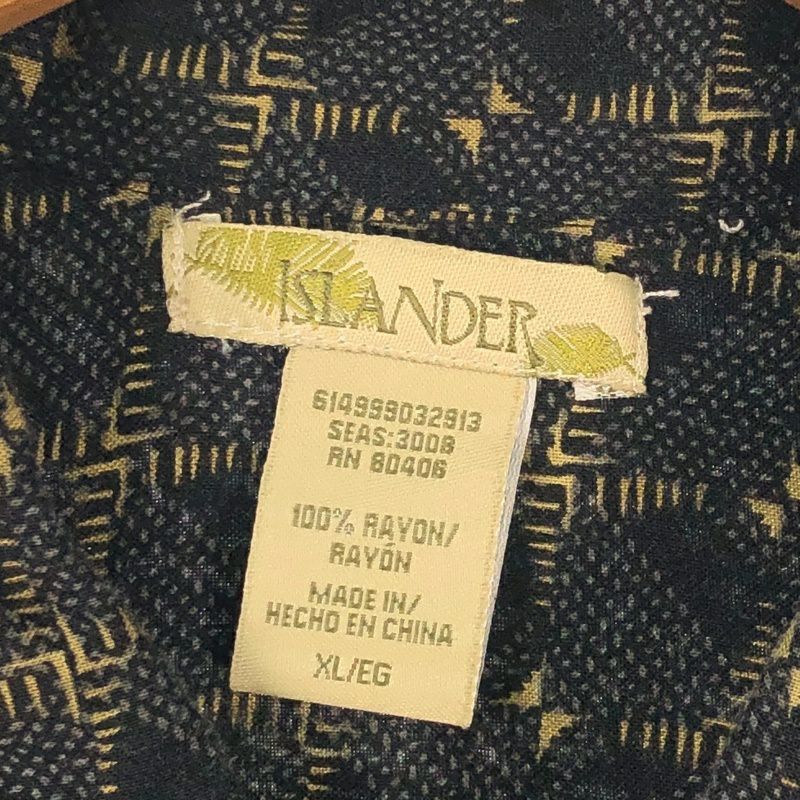 ISLANDER
614999032913
SEAS:3008
RN 80406
100% RAYON/
RAYÓN
MADE IN/
HECHO EN CHINA
XL/EG